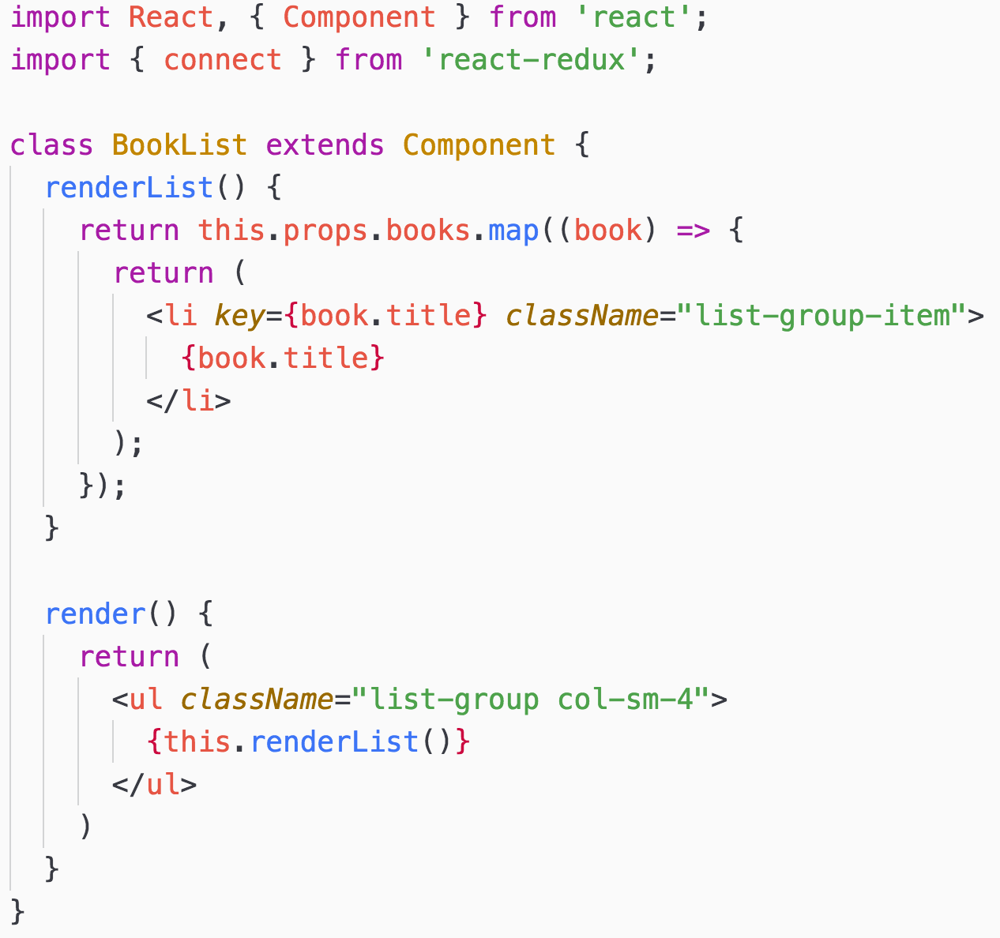 import React, { Component } from 'react';
import { connect } from 'react-redux';

class BookList extends Component {
  renderList() {
    return this.props.books.map((book) => {
      return (
        <li key={book.title} className="list-group-item">
          {book.title}
        </li>
      );
    });
  }

  render() {
    return (
      <ul className="list-group col-sm-4">
        {this.renderList()}
      </ul>
    )
  }
}